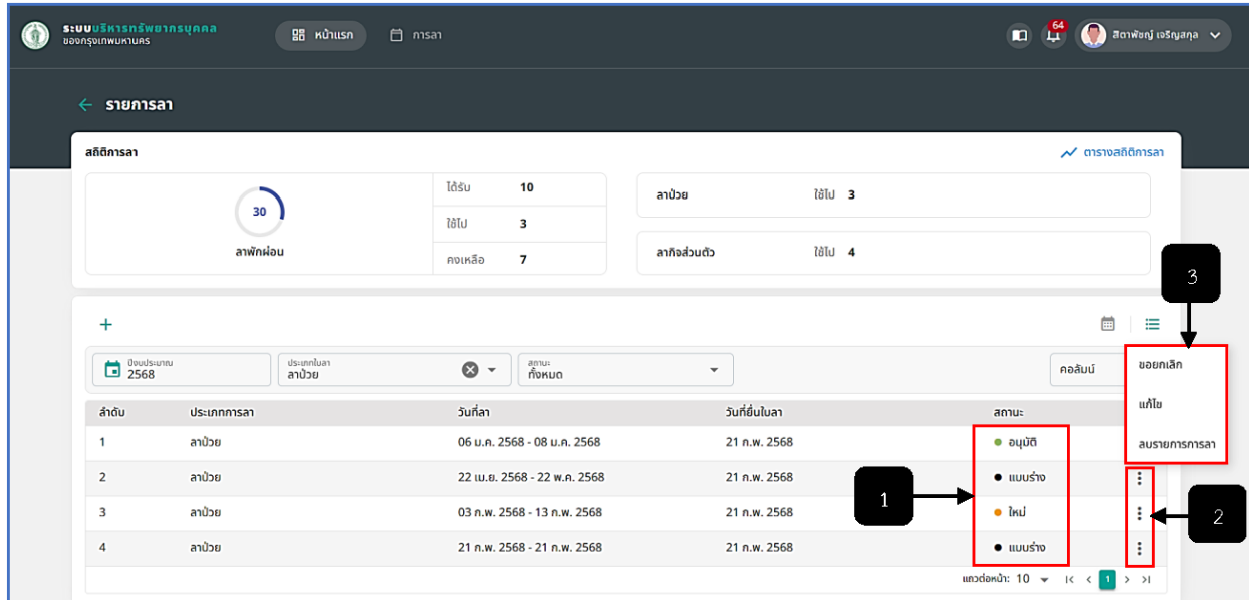 ระบบบริหารทรัพยากรบุคคล
ของกรุงเทพมหานคร
หน้าแรก
การลา
64
สิตาพัชญ์ เจริญสกุล
รายการลา
สถิติการลา
ตารางสถิติการลา
30
ลาพักผ่อน
ได้รับ 10
ใช้ไป 3
คงเหลือ 7
ลาป่วย ใช้ไป 3
ลากิจส่วนตัว ใช้ไป 4
3
ปีงบประมาณ
2568
ประเภทใบลา
ลาป่วย
สถานะ
ทั้งหมด
คอลัมน์
ขอยกเลิก
แก้ไข
ลบรายการการลา
ลำดับ ประเภทการลา วันที่ลา วันที่ยื่นใบลา สถานะ
1 ลาป่วย 06 ม.ค. 2568 - 08 ม.ค. 2568 21 ก.พ. 2568 อนุมัติ
2 ลาป่วย 22 เม.ย. 2568 - 22 พ.ค. 2568 21 ก.พ. 2568 แบบร่าง
1
3 ลาป่วย 03 ก.พ. 2568 - 13 ก.พ. 2568 21 ก.พ. 2568 ใหม่
2
4 ลาป่วย 21 ก.พ. 2568 - 21 ก.พ. 2568 21 ก.พ. 2568 แบบร่าง
แถวต่อหน้า: 10 1